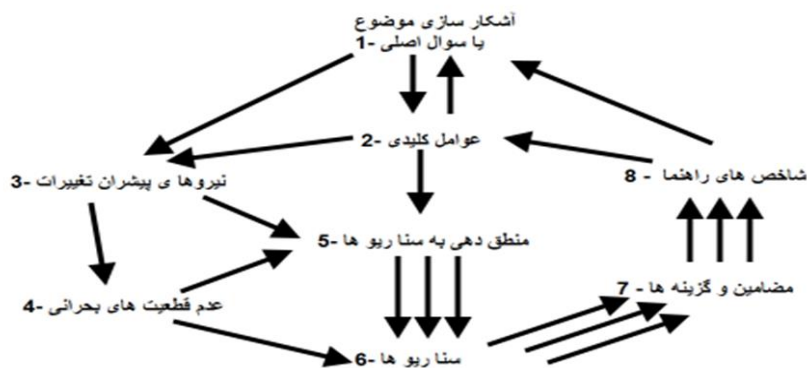 آشکار سازی موضوع
یا سوال اصلی -1
عوامل کلیدی -2
نیروها ی پیشران تغییرات -3
عدم قطعیت های بحرانی -4
منطق دهی به سنا ریو ها -5
سنا ریو ها -6
مضامین و گزینه ها - 7
شاخص های راهنما - 8